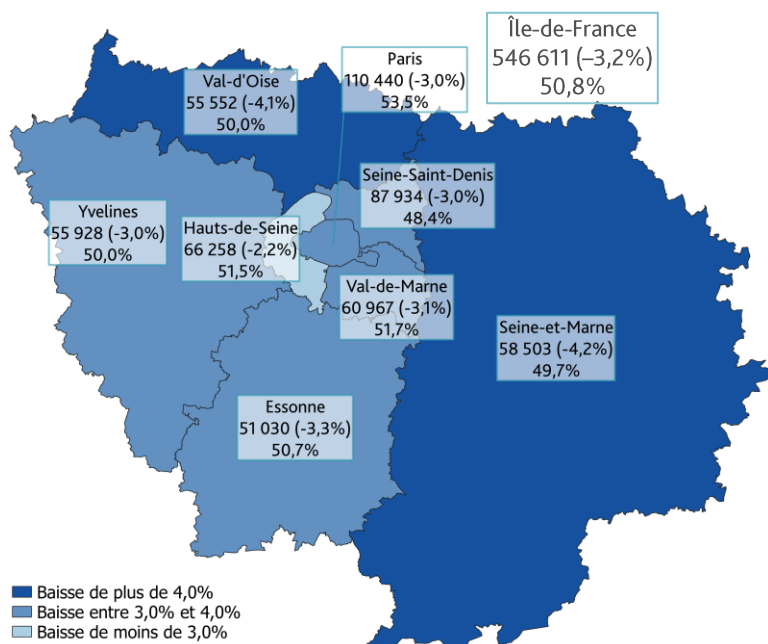 Île-de-France
546 611 (–3,2%)
50,8%
Paris
110 440 (-3,0%)
53,5%
Val-d'Oise
55 552 (-4,1%)
50,0%
Seine-Saint-Denis
87 934 (-3,0%)
48,4%
Yvelines
55 928 (-3,0%)
50,0%
Hauts-de-Seine
66 258 (-2,2%)
51,5%
Val-de-Marne
60 967 (-3,1%)
51,7%
Seine-et-Marne
58 503 (-4,2%)
49,7%
Essonne
51 030 (-3,3%)
50,7%
Baisse de plus de 4,0%
Baisse entre 3,0% et 4,0%
Baisse de moins de 3,0%